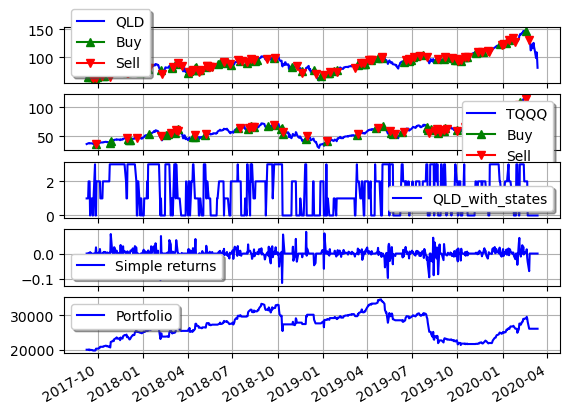 150
100
QLD
Buy
Sell
100
50
TQQQ
Buy
Sell
2
0
QLD_with_states
0.0
−0.1
Simple returns
30000
20000
Portfolio
2017-10
2018-01
2018-04
2018-07
2018-10
2019-01
2019-04
2019-07
2019-10
2020-01
2020-04